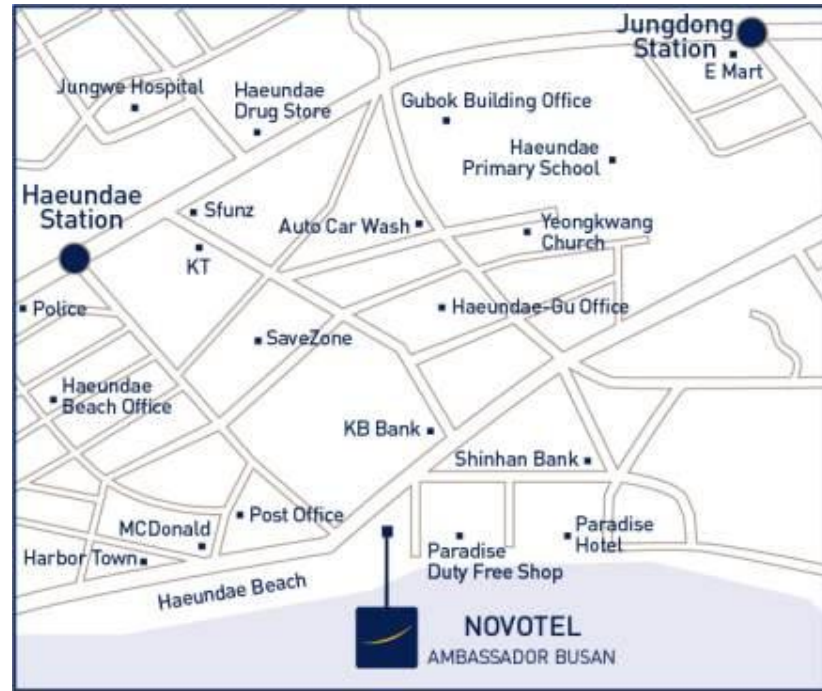 Jungdong
Station
E Mart
Jungwe Hospital
Haeundae
Drug Store
Gubok Building Office
Haeundae
Primary School
Haeundae
Station
Sfunz
Auto Car Wash
Yeongkwang
Church
KT
Police
Haeundae-Gu Office
SaveZone
Haeundae
Beach Office
KB Bank
Shinhan Bank
Post Office
MCDonald
Paradise
Hotel
Harbor Town
Paradise
Duty Free Shop
Haeundae Beach
NOVOTEL
AMBASSADOR BUSAN